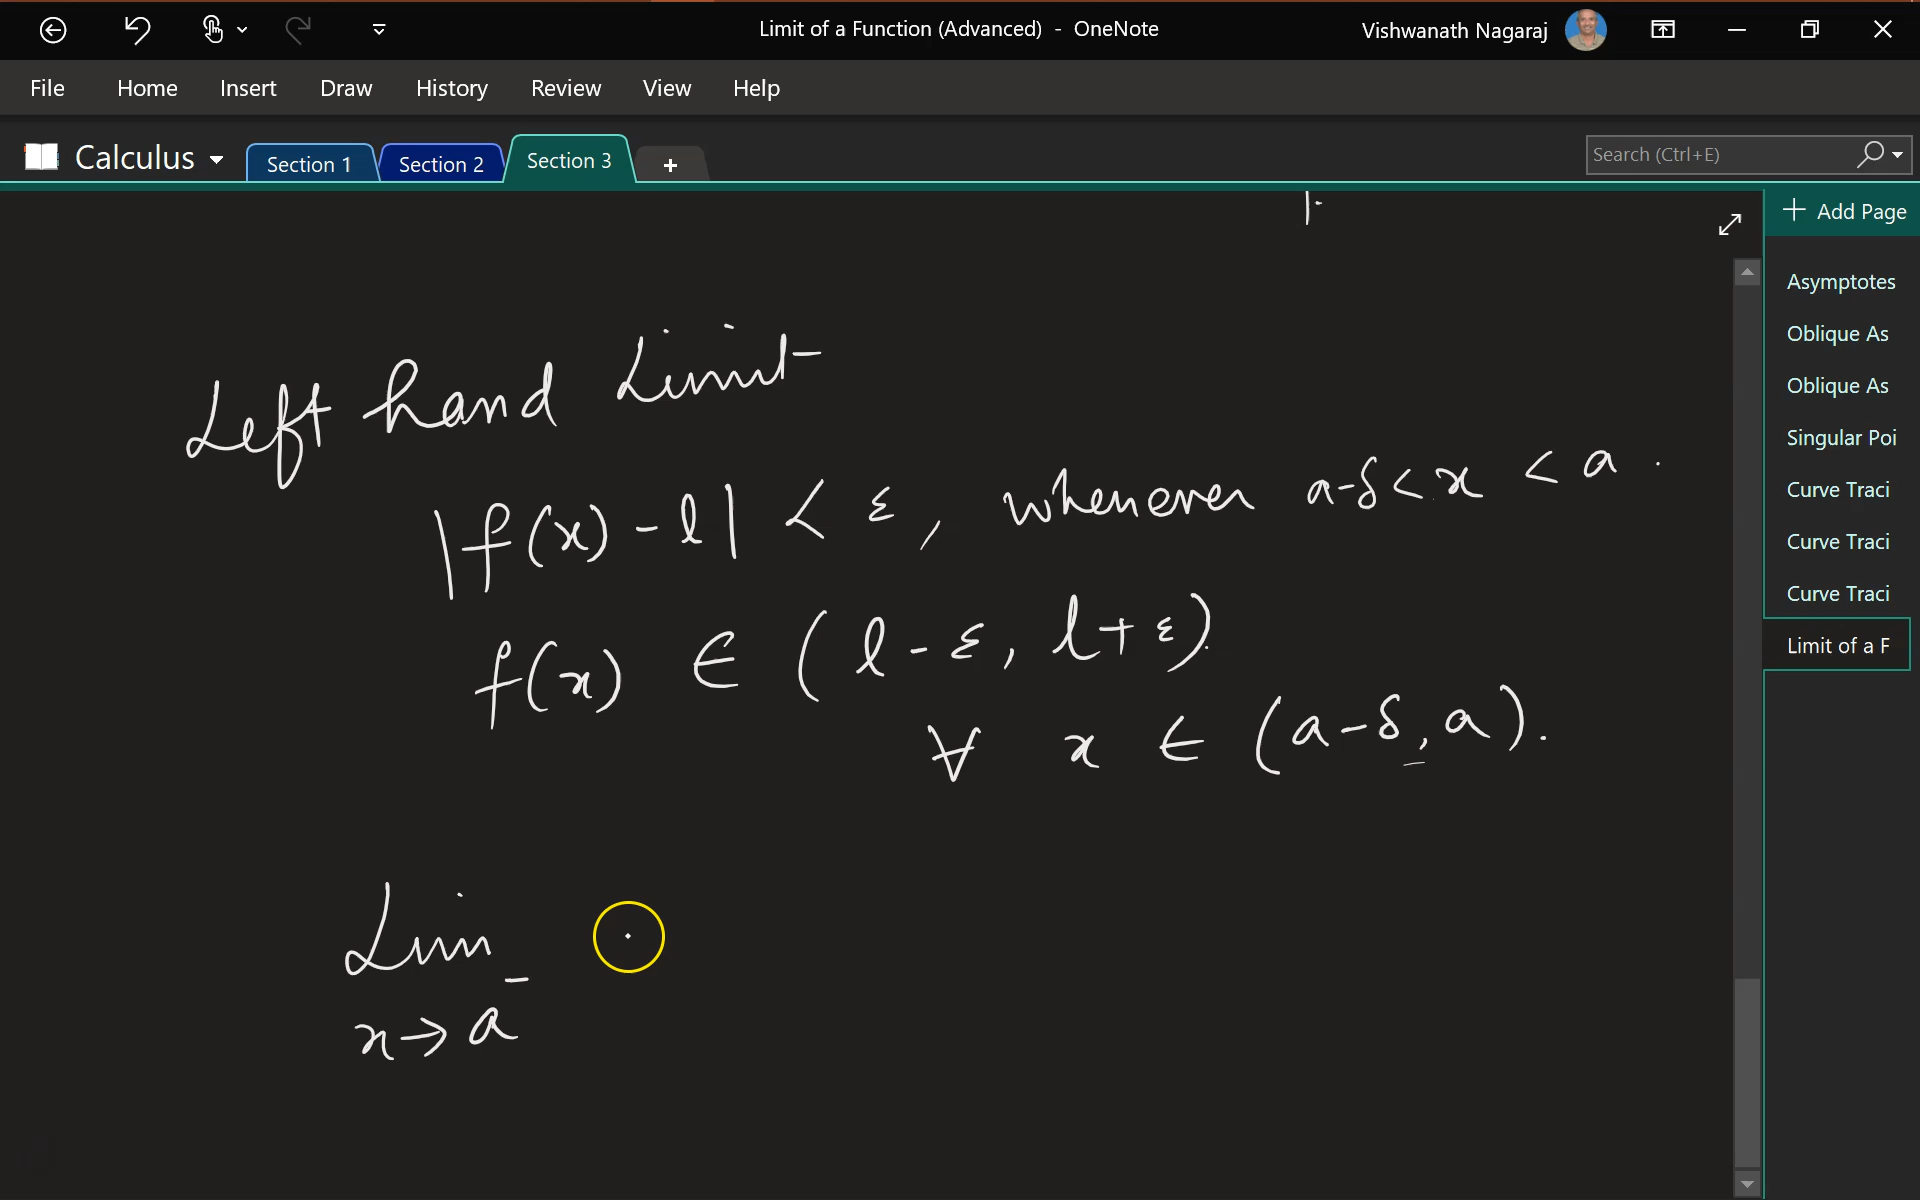 Limit of a Function (Advanced) - OneNote
Vishwanath Nagaraj
File Home Insert Draw History Review View Help
Calculus Section 1 Section 2 Section 3 +
Search (Ctrl+E)
+ Add Page
Asymptotes
Oblique As
Oblique As
Singular Poi
Curve Traci
Curve Traci
Curve Traci
Limit of a F
Left hand Limit
|f(x) - l| < ε, whenever a-δ < x < a.
f(x) ∈ (l - ε, l + ε)
∀ x ∈ (a-δ, a).
Lim
x → a⁻